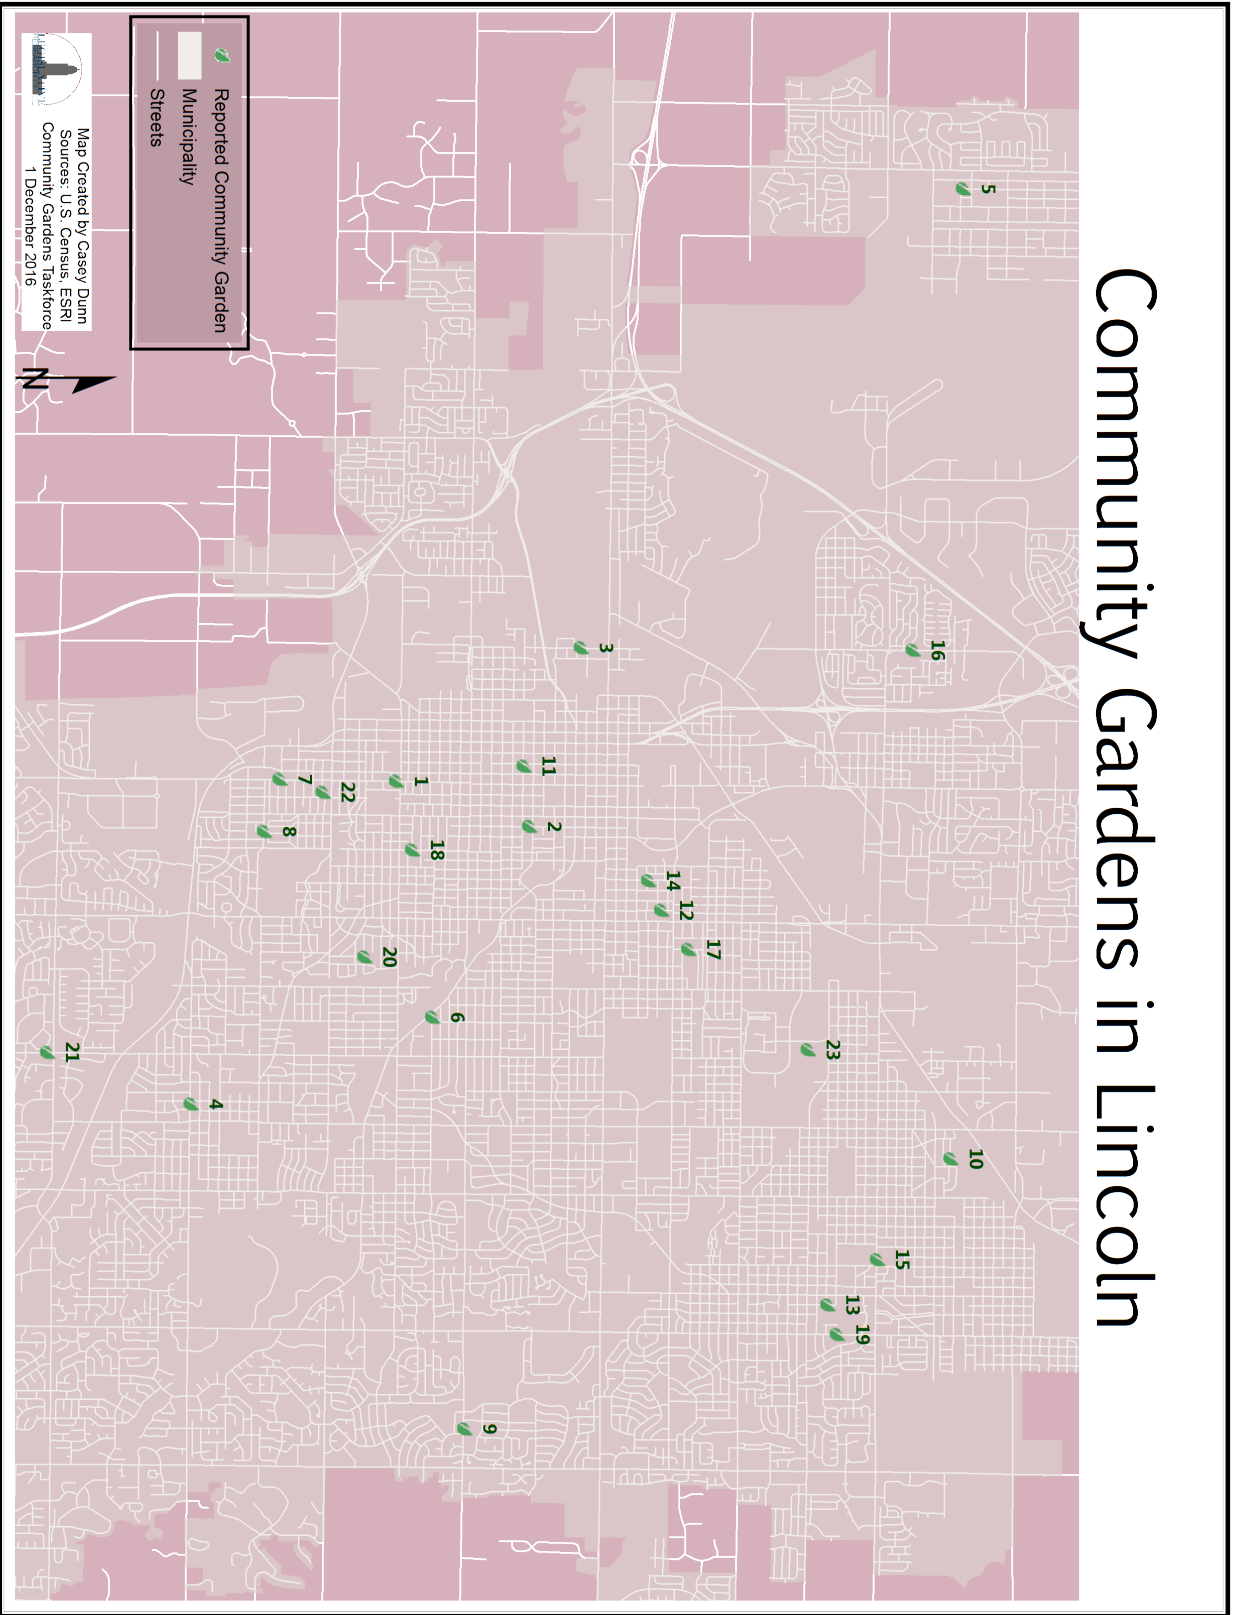 Community Gardens in Lincoln
5
16
10
23
15
19
13
17
12
14
3
2
11
9
6
18
1
20
22
7
8
4
21
Reported Community Garden
Municipality
Streets
Map Created by Casey Dunn
Sources: U.S. Census, ESRI
Community Gardens Taskforce
1 December 2016
N